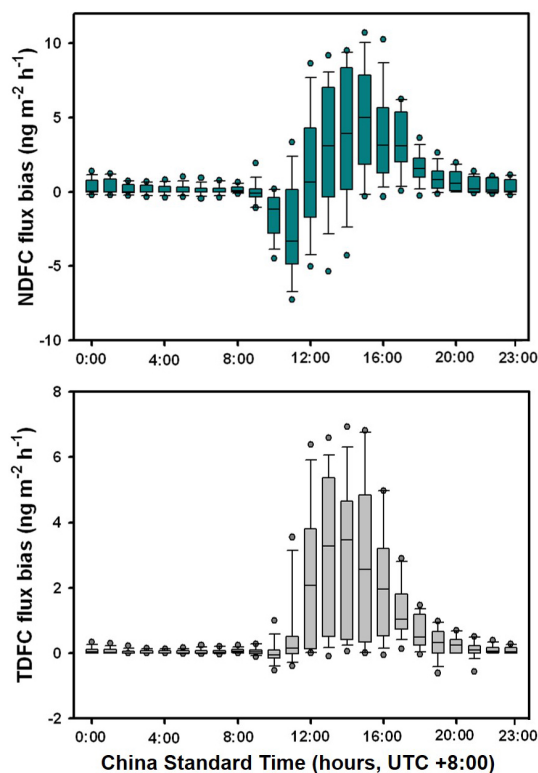 10
5
0
-5
-10
NDFC flux bias (ng m⁻² h⁻¹)
0:00 4:00 8:00 12:00 16:00 20:00 23:00
8
6
4
2
0
-2
TDFC flux bias (ng m⁻² h⁻¹)
0:00 4:00 8:00 12:00 16:00 20:00 23:00
China Standard Time (hours, UTC +8:00)